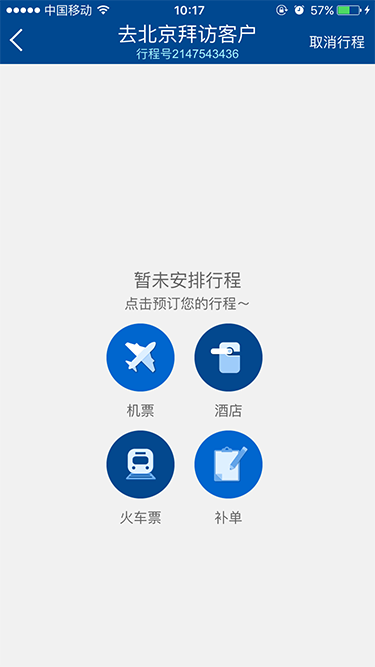 中国移动 10:17 57%
去北京拜访客户
取消行程
行程号2147543436
暂未安排行程
点击预订您的行程～
机票 酒店
火车票 补单